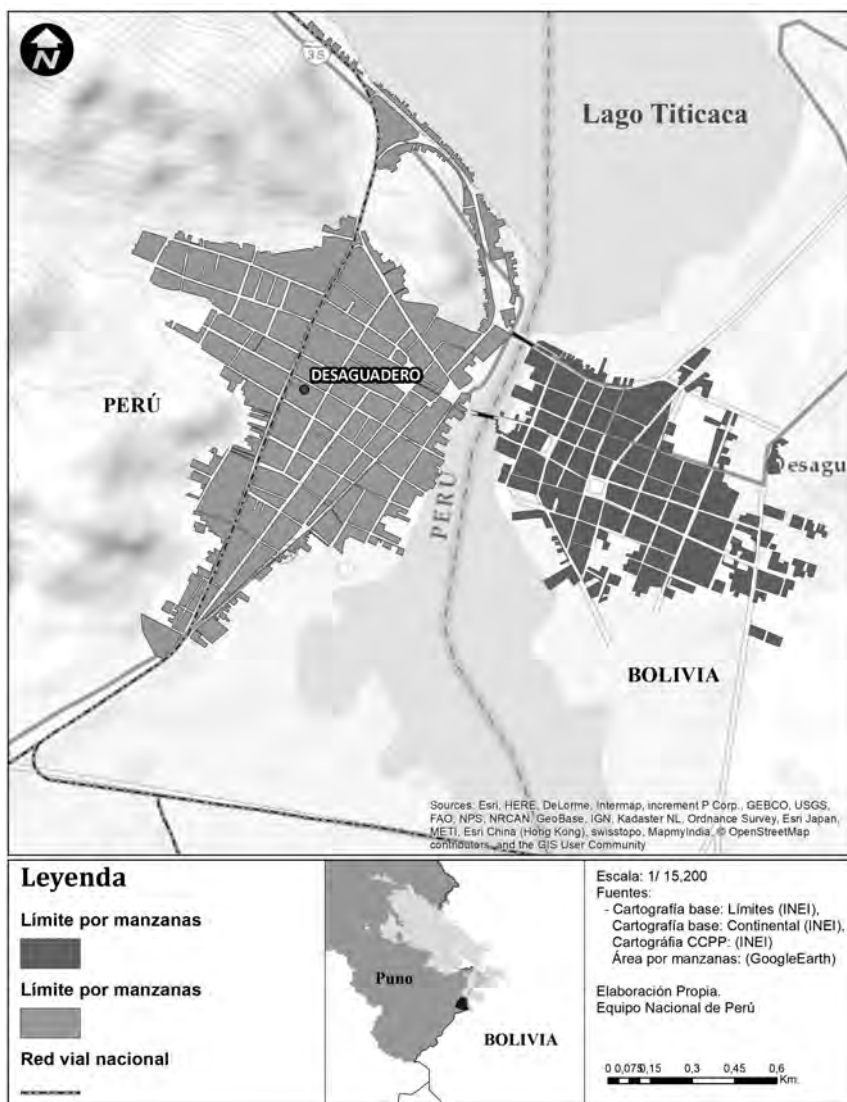 N
3S
Lago Titicaca
DESAGUADERO
PERÚ
PERÚ
Desagu
BOLIVIA
Sources: Esri, HERE, DeLorme, Intermap, increment P Corp., GEBCO, USGS,
FAO, NPS, NRCAN, GeoBase, IGN, Kadaster NL, Ordnance Survey, Esri Japan,
METI, Esri China (Hong Kong), swisstopo, MapmyIndia, © OpenStreetMap
contributors, and the GIS User Community
Leyenda
Límite por manzanas
Límite por manzanas
Red vial nacional
Puno
BOLIVIA
Escala: 1/ 15,200
Fuentes:
- Cartografía base: Límites (INEI),
Cartografía base: Continental (INEI),
Cartográfia CCPP: (INEI)
Área por manzanas: (GoogleEarth)
Elaboración Propia.
Equipo Nacional de Perú
0 0,075 0,15 0,3 0,45 0,6
Km.